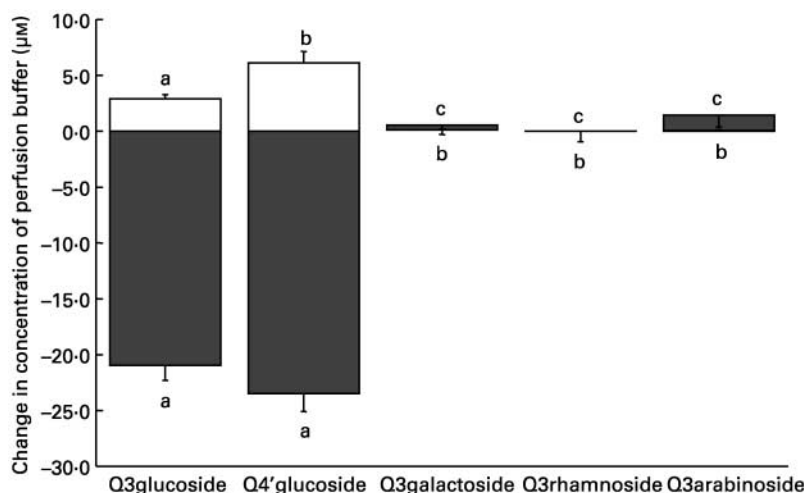 Change in concentration of perfusion buffer (μM)
10·0
5·0
0·0
–5·0
–10·0
–15·0
–20·0
–25·0
–30·0
a
b
c
c
c
b
b
b
a
a
Q3glucoside
Q4′glucoside
Q3galactoside
Q3rhamnoside
Q3arabinoside